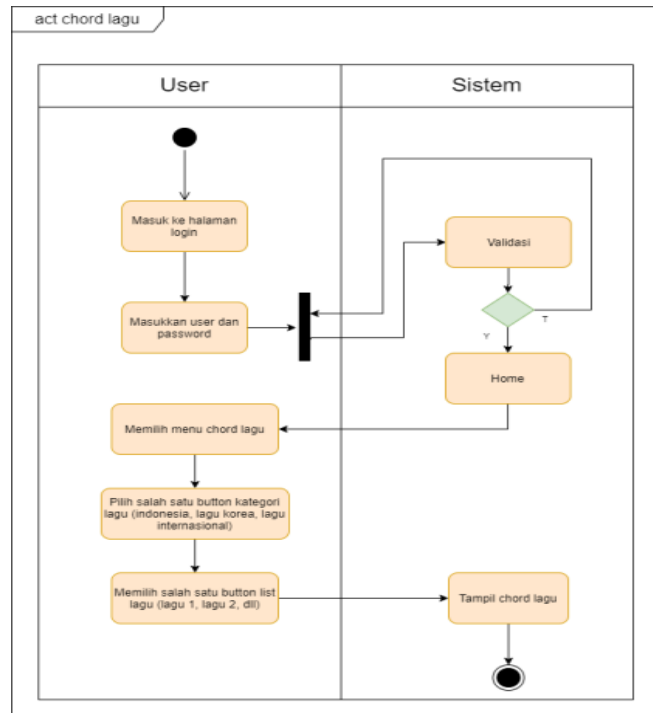 act chord lagu
User
Sistem
Masuk ke halaman
login
Validasi
Masukkan user dan
password
T
Y
Home
Memilih menu chord lagu
Pilih salah satu button kategori
lagu (indonesia, lagu korea, lagu
internasional)
Memilih salah satu button list
lagu (lagu 1, lagu 2, dll)
Tampil chord lagu